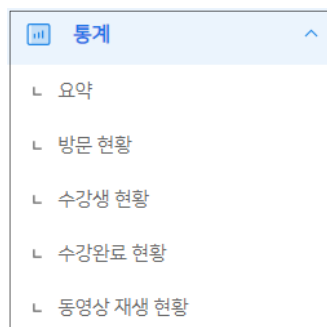 통계
요약
방문 현황
수강생 현황
수강완료 현황
동영상 재생 현황